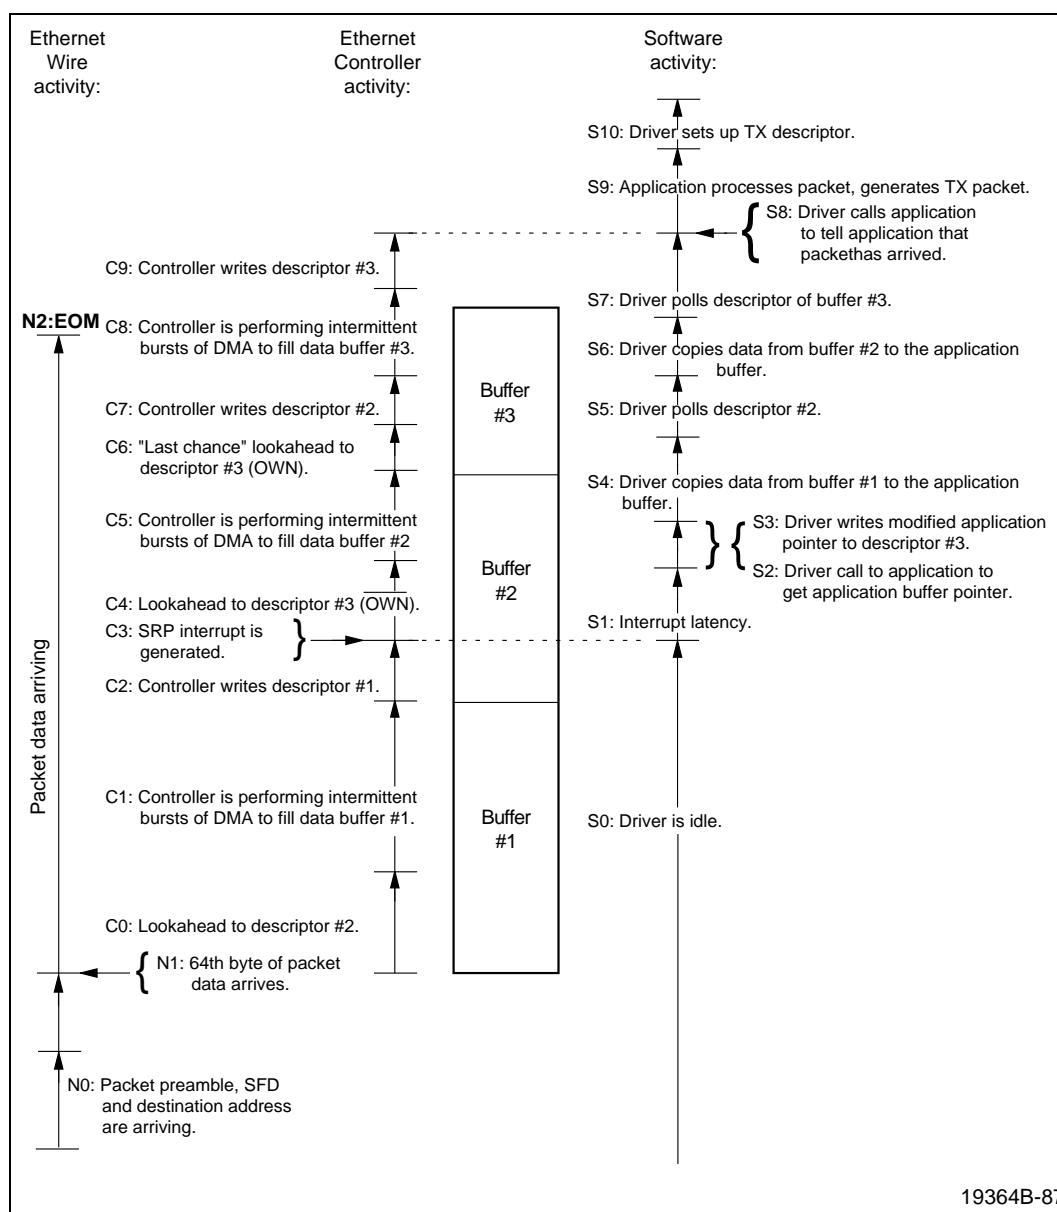 Ethernet
Wire
activity:
Ethernet
Controller
activity:
Software
activity:
S10: Driver sets up TX descriptor.
S9: Application processes packet, generates TX packet.
S8: Driver calls application
to tell application that
packethas arrived.
C9: Controller writes descriptor #3.
S7: Driver polls descriptor of buffer #3.
N2:EOM
C8: Controller is performing intermittent
bursts of DMA to fill data buffer #3.
S6: Driver copies data from buffer #2 to the application
buffer.
Buffer
#3
C7: Controller writes descriptor #2.
S5: Driver polls descriptor #2.
C6: "Last chance" lookahead to
descriptor #3 (OWN).
S4: Driver copies data from buffer #1 to the application
buffer.
C5: Controller is performing intermittent
bursts of DMA to fill data buffer #2
S3: Driver writes modified application
pointer to descriptor #3.
Buffer
#2
S2: Driver call to application to
get application buffer pointer.
C4: Lookahead to descriptor #3 (OWN).
S1: Interrupt latency.
C3: SRP interrupt is
generated.
C2: Controller writes descriptor #1.
Packet data arriving
C1: Controller is performing intermittent
bursts of DMA to fill data buffer #1.
Buffer
#1
S0: Driver is idle.
C0: Lookahead to descriptor #2.
N1: 64th byte of packet
data arrives.
N0: Packet preamble, SFD
and destination address
are arriving.
19364B-87